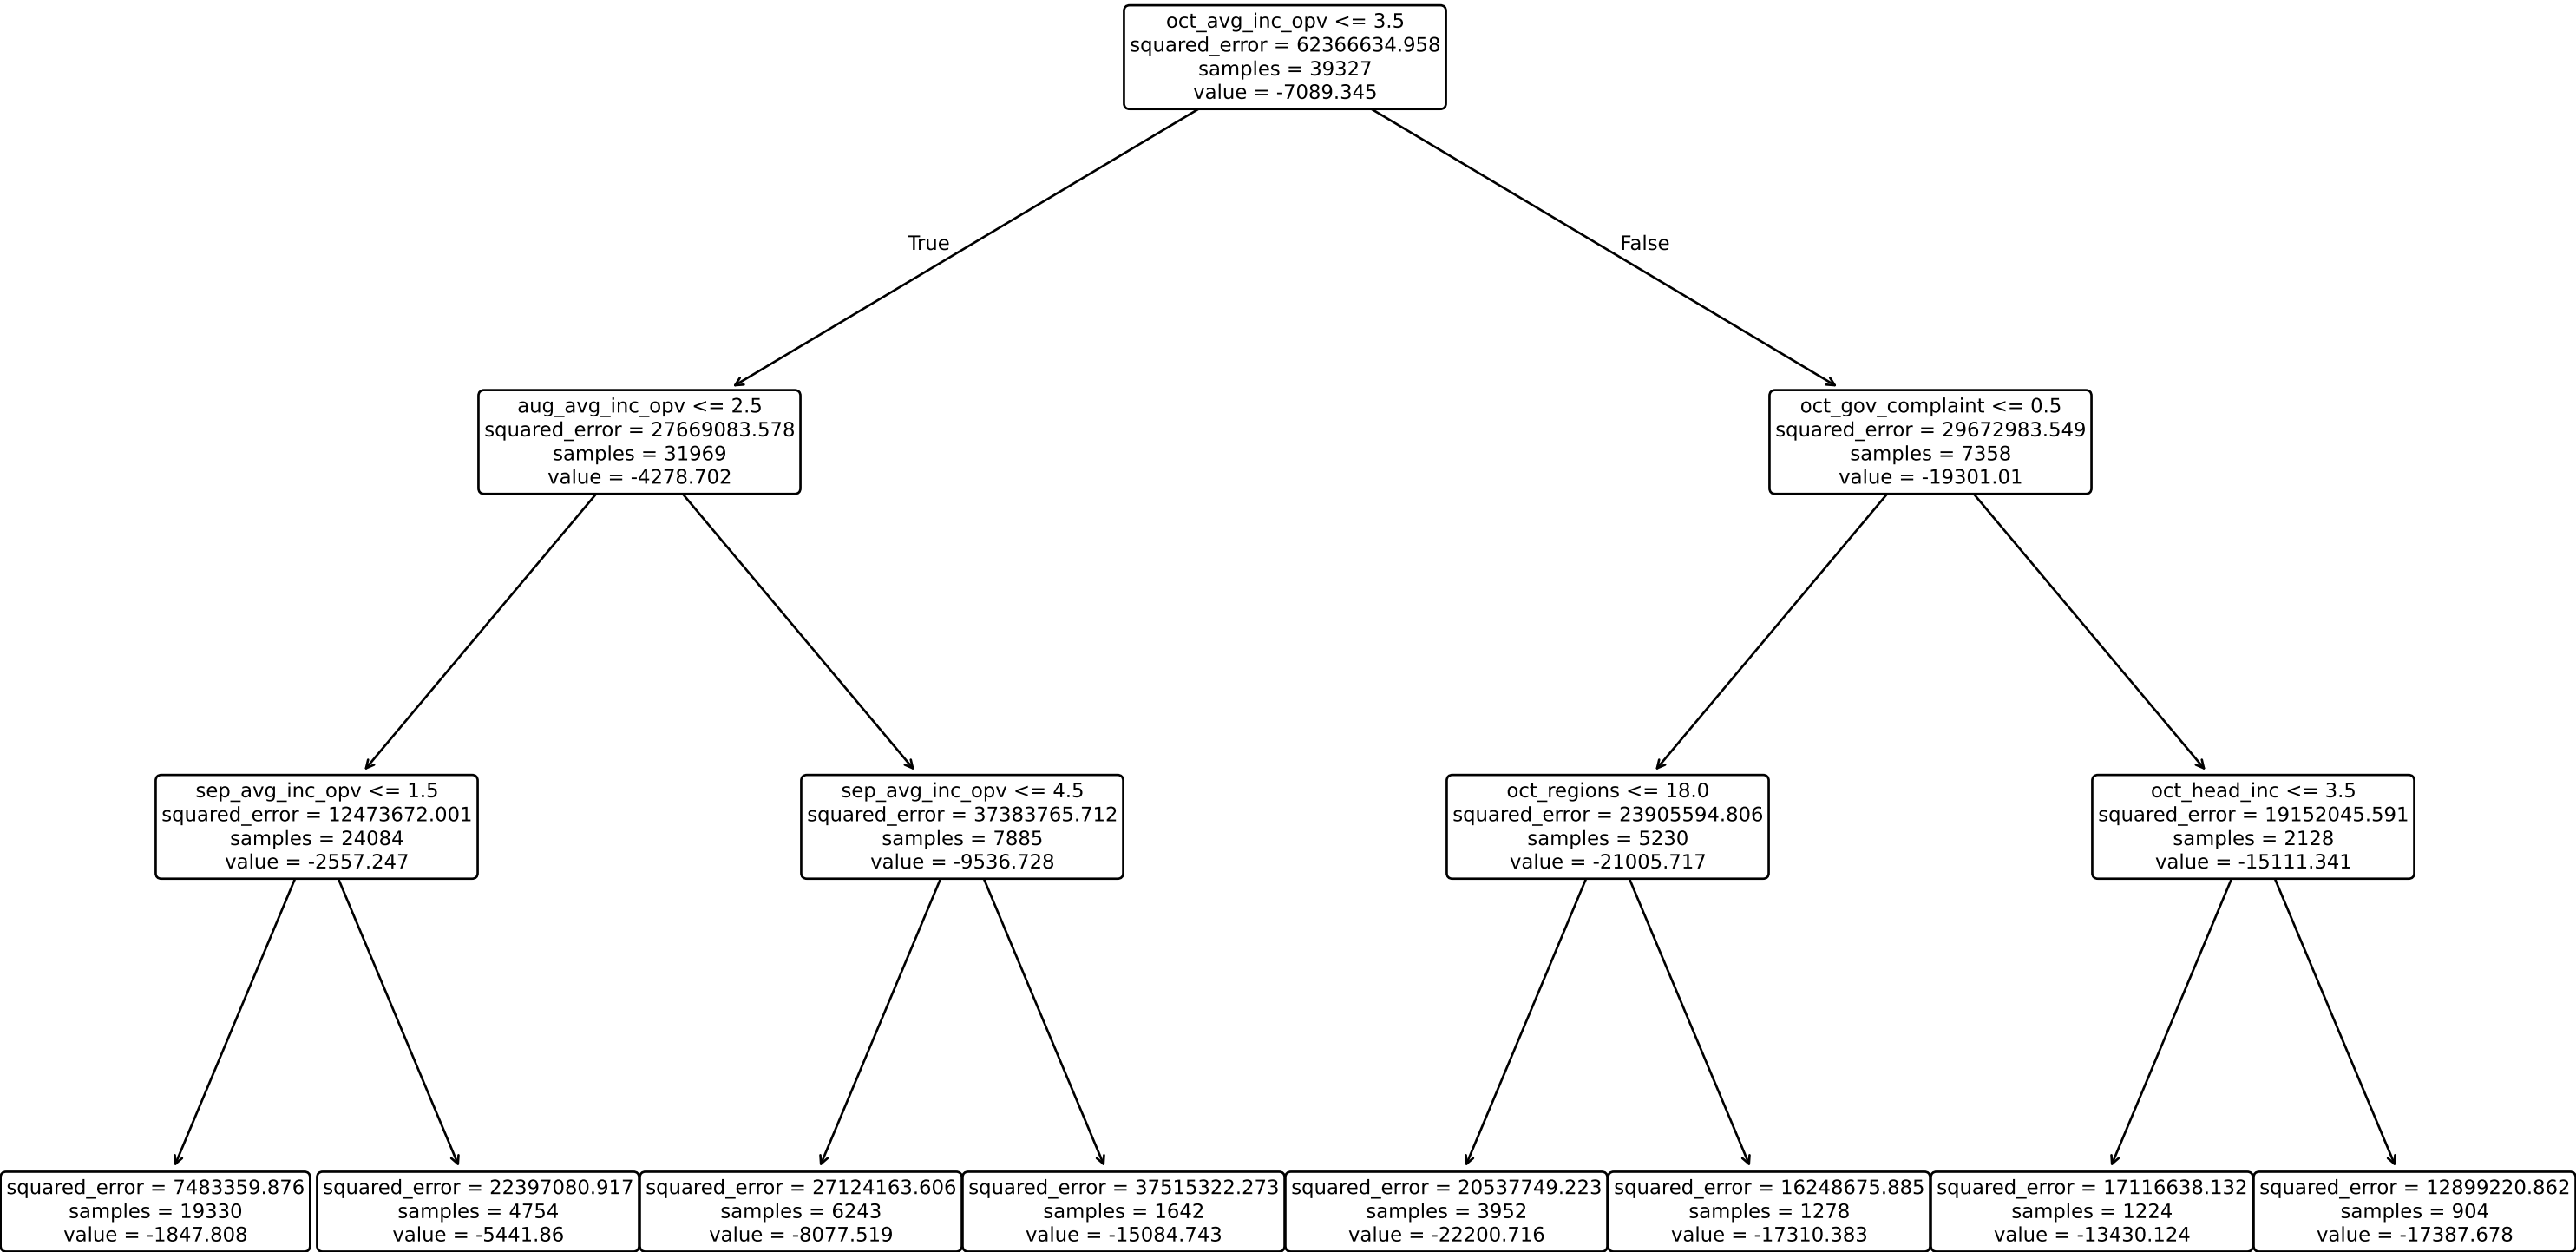 oct_avg_inc_opv <= 3.5
squared_error = 62366634.958
samples = 39327
value = -7089.345
True
False
aug_avg_inc_opv <= 2.5
squared_error = 27669083.578
samples = 31969
value = -4278.702
oct_gov_complaint <= 0.5
squared_error = 29672983.549
samples = 7358
value = -19301.01
sep_avg_inc_opv <= 1.5
squared_error = 12473672.001
samples = 24084
value = -2557.247
sep_avg_inc_opv <= 4.5
squared_error = 37383765.712
samples = 7885
value = -9536.728
oct_regions <= 18.0
squared_error = 23905594.806
samples = 5230
value = -21005.717
oct_head_inc <= 3.5
squared_error = 19152045.591
samples = 2128
value = -15111.341
squared_error = 7483359.876
samples = 19330
value = -1847.808
squared_error = 22397080.917
samples = 4754
value = -5441.86
squared_error = 27124163.606
samples = 6243
value = -8077.519
squared_error = 37515322.273
samples = 1642
value = -15084.743
squared_error = 20537749.223
samples = 3952
value = -22200.716
squared_error = 16248675.885
samples = 1278
value = -17310.383
squared_error = 17116638.132
samples = 1224
value = -13430.124
squared_error = 12899220.862
samples = 904
value = -17387.678